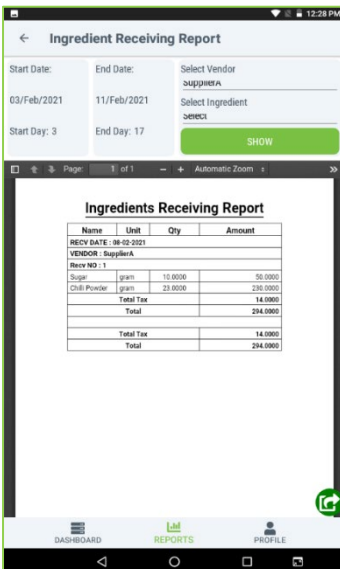 12:28 PM
Ingredient Receiving Report
Start Date: End Date: Select Vendor
SupplierA
03/Feb/2021 11/Feb/2021 Select Ingredient
Select
Start Day: 3 End Day: 17 SHOW
Page: 1 of 1 − + Automatic Zoom
Ingredients Receiving Report
Name Unit Qty Amount
RECV DATE : 08-02-2021
VENDOR : SupplierA
Recv NO : 1
Sugar gram 10.0000 50.0000
Chilli Powder gram 23.0000 230.0000
Total Tax 14.0000
Total 294.0000
Total Tax 14.0000
Total 294.0000
DASHBOARD REPORTS PROFILE